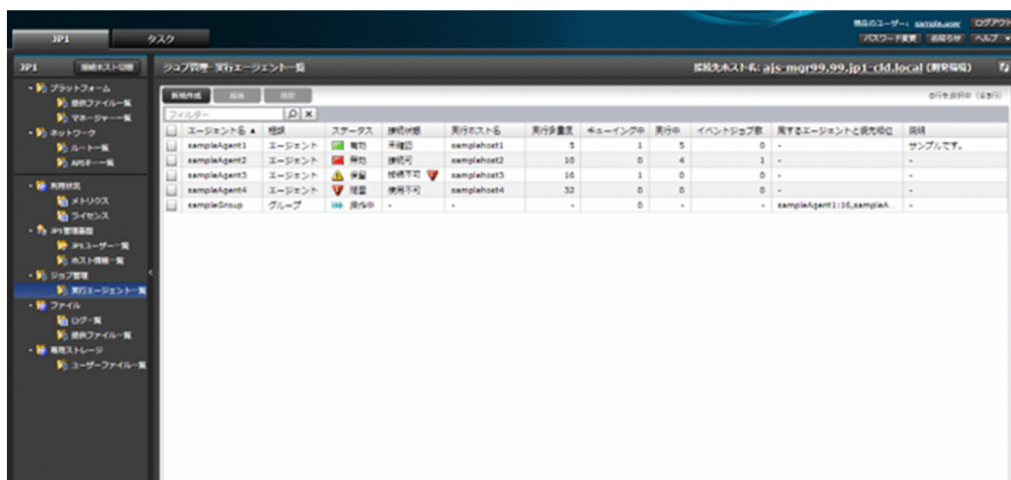 現在のユーザー: sample.user ログアウト
JP1 タスク
パスワード変更 お知らせ ヘルプ
JP1 接続ホスト切替
ジョブ管理-実行エージェント一覧
接続先ホスト名: ajs-mgr99.99.jp1-cld.local (開発環境)
プラットフォーム
提供ファイル一覧
マネージャー一覧
ネットワーク
ルート一覧
APIキー一覧
利用状況
メトリクス
ライセンス
JP1管理画面
JP1ユーザー一覧
ホスト情報一覧
ジョブ管理
実行エージェント一覧
ファイル
ログ一覧
提供ファイル一覧
専用ストレージ
ユーザーファイル一覧
新規作成 編集 削除
0行を選択中 (全5行)
フィルター
エージェント名 ▲ 種類 ステータス 接続状態 実行ホスト名 実行多重度 キューイング中 実行中 イベントジョブ数 属するエージェントと優先順位 説明
sampleAgent1 エージェント 有効 未確認 samplehost1 5 1 5 0 - サンプルです。
sampleAgent2 エージェント 無効 接続可 samplehost2 10 0 4 1 - -
sampleAgent3 エージェント 保留 接続不可 samplehost3 16 1 0 0 - -
sampleAgent4 エージェント 閉塞 使用不可 samplehost4 32 0 0 0 - -
sampleGroup グループ 操作中 - - - 0 - - sampleAgent1:16,sampleA... -